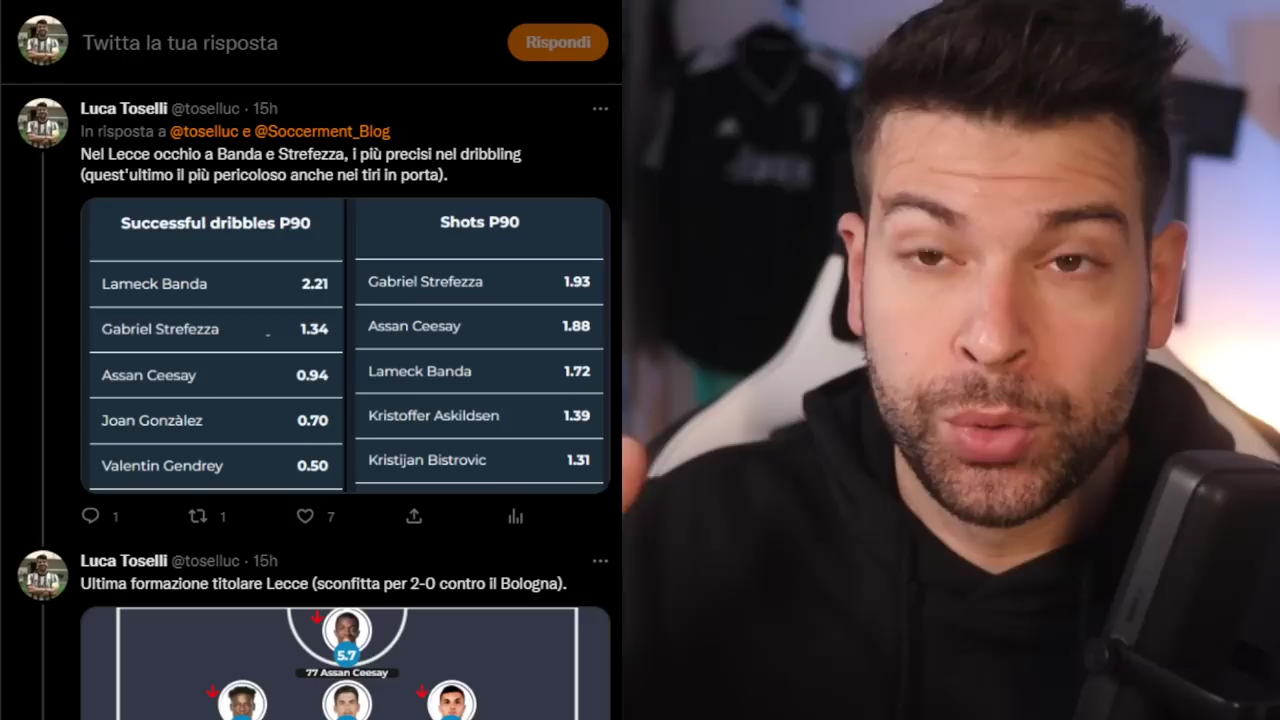 Twitta la tua risposta
Rispondi
Luca Toselli @toselluc · 15h
In risposta a @toselluc e @Soccerment_Blog
Nel Lecce occhio a Banda e Strefezza, i più precisi nel dribbling
(quest'ultimo il più pericoloso anche nei tiri in porta).
Successful dribbles P90
Lameck Banda 2.21
Gabriel Strefezza 1.34
Assan Ceesay 0.94
Joan Gonzàlez 0.70
Valentin Gendrey 0.50
Shots P90
Gabriel Strefezza 1.93
Assan Ceesay 1.88
Lameck Banda 1.72
Kristoffer Askildsen 1.39
Kristijan Bistrovic 1.31
1 1 7
Luca Toselli @toselluc · 15h
Ultima formazione titolare Lecce (sconfitta per 2-0 contro il Bologna).
5.7
77 Assan Ceesay